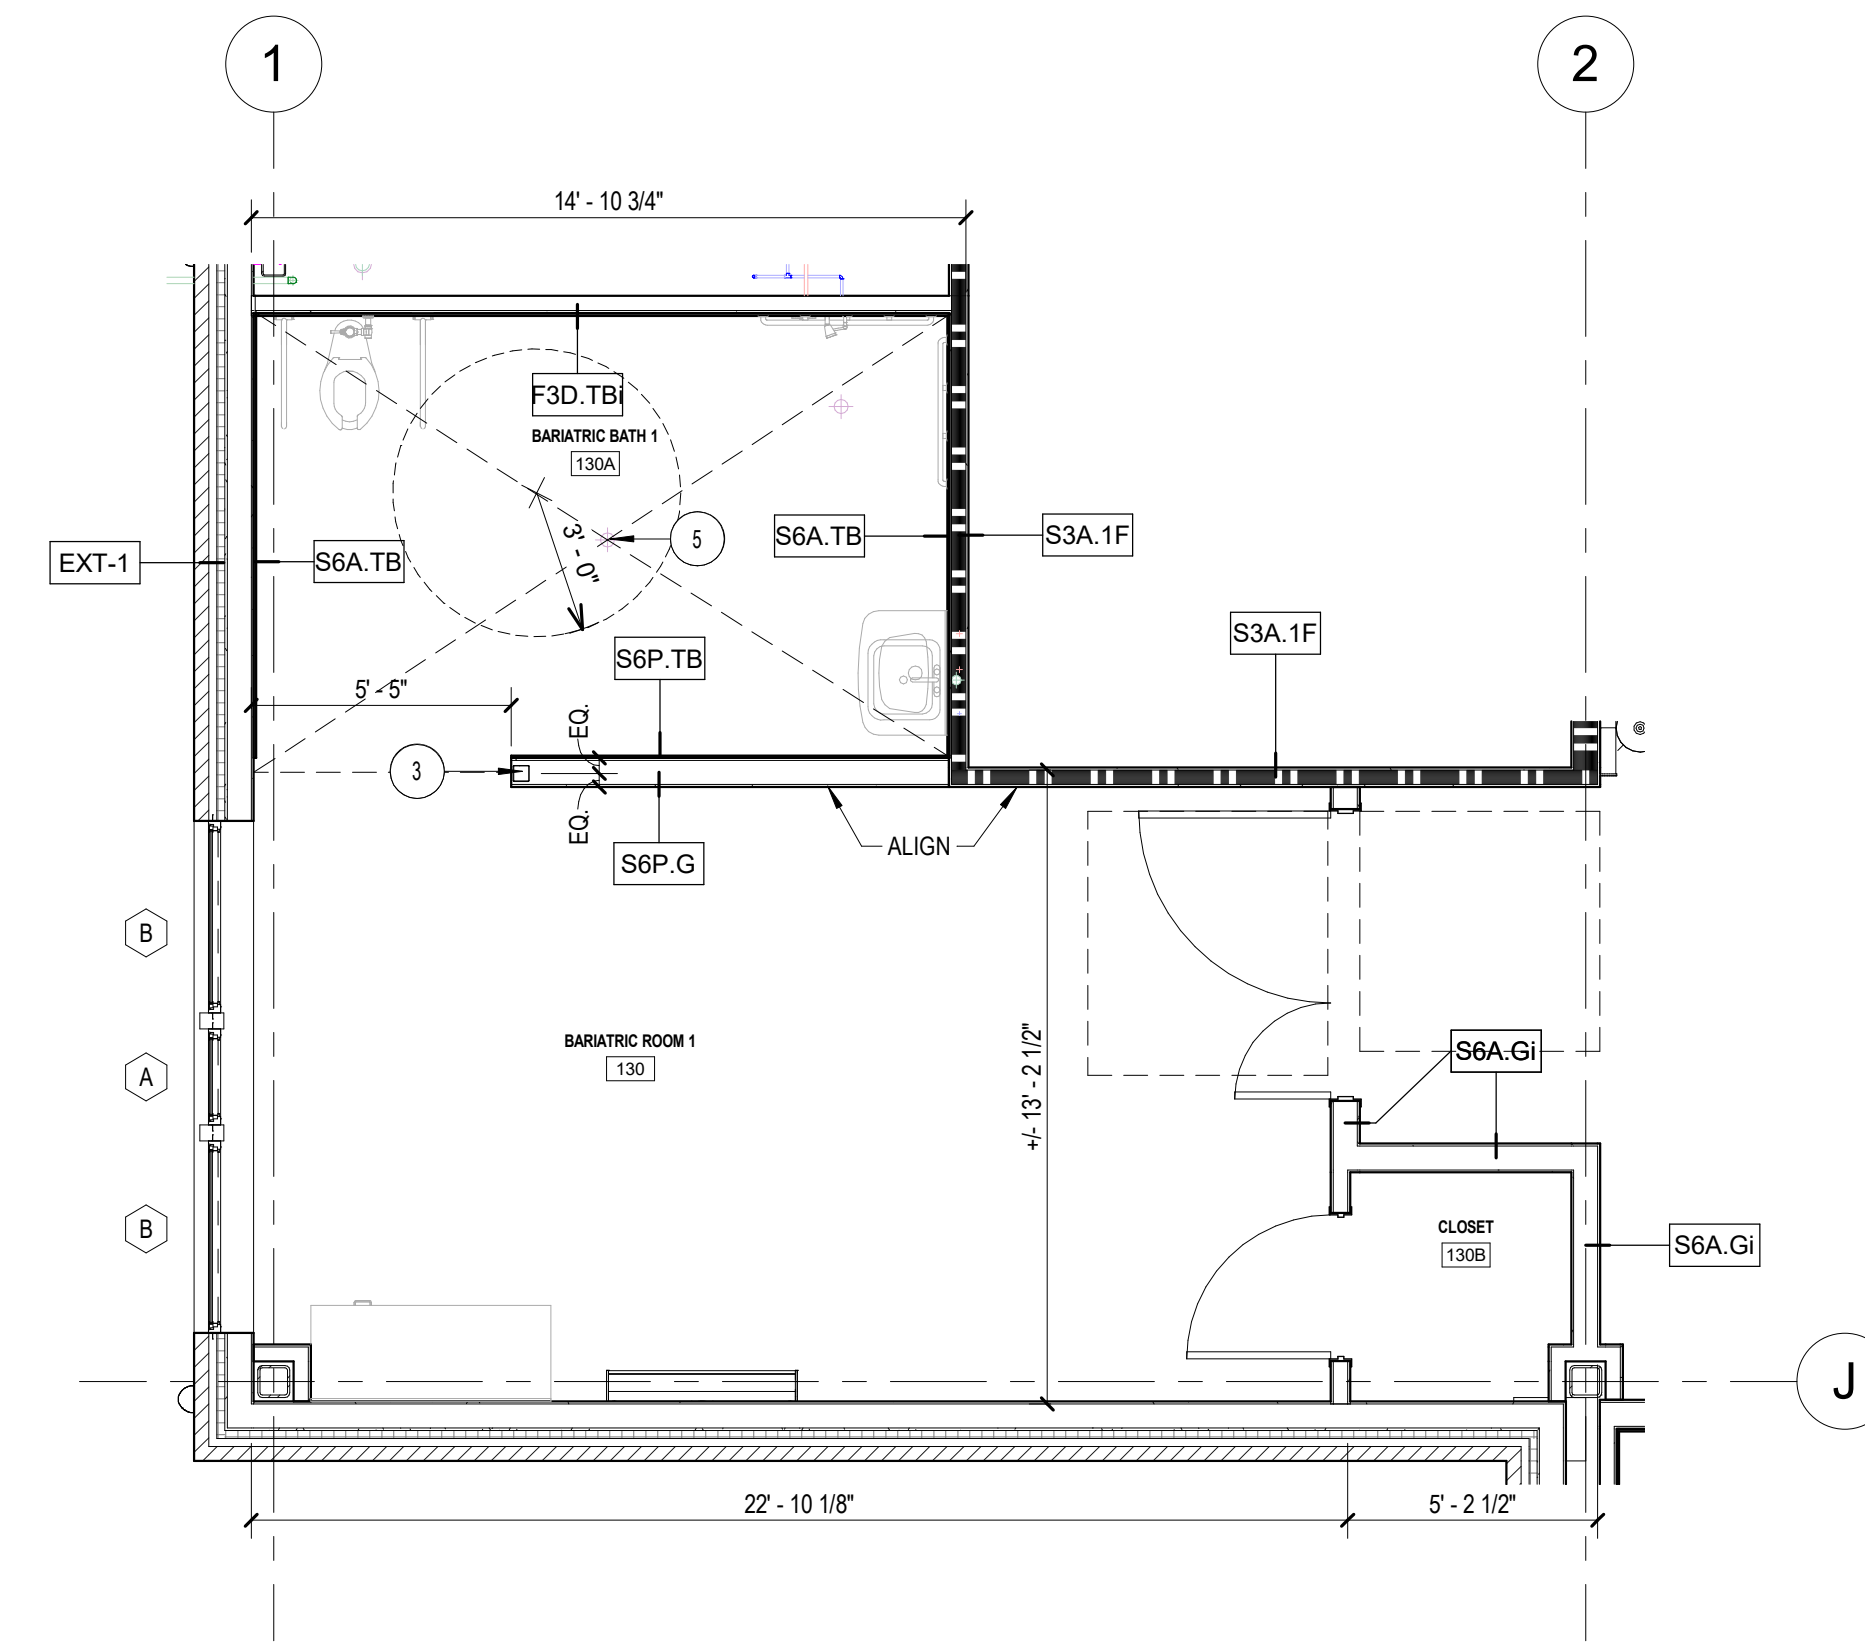 1
2
14' - 10 3/4"
F3D.TBi
BARIATRIC BATH 1
130A
3' - 0"
5
S6A.TB
S3A.1F
EXT-1
S6A.TB
S3A.1F
S6P.TB
5' - 5"
EQ.
3
EQ.
ALIGN
S6P.G
B
BARIATRIC ROOM 1
130
+/- 13' - 2 1/2"
S6A.Gi
A
B
CLOSET
130B
S6A.Gi
J
22' - 10 1/8"
5' - 2 1/2"